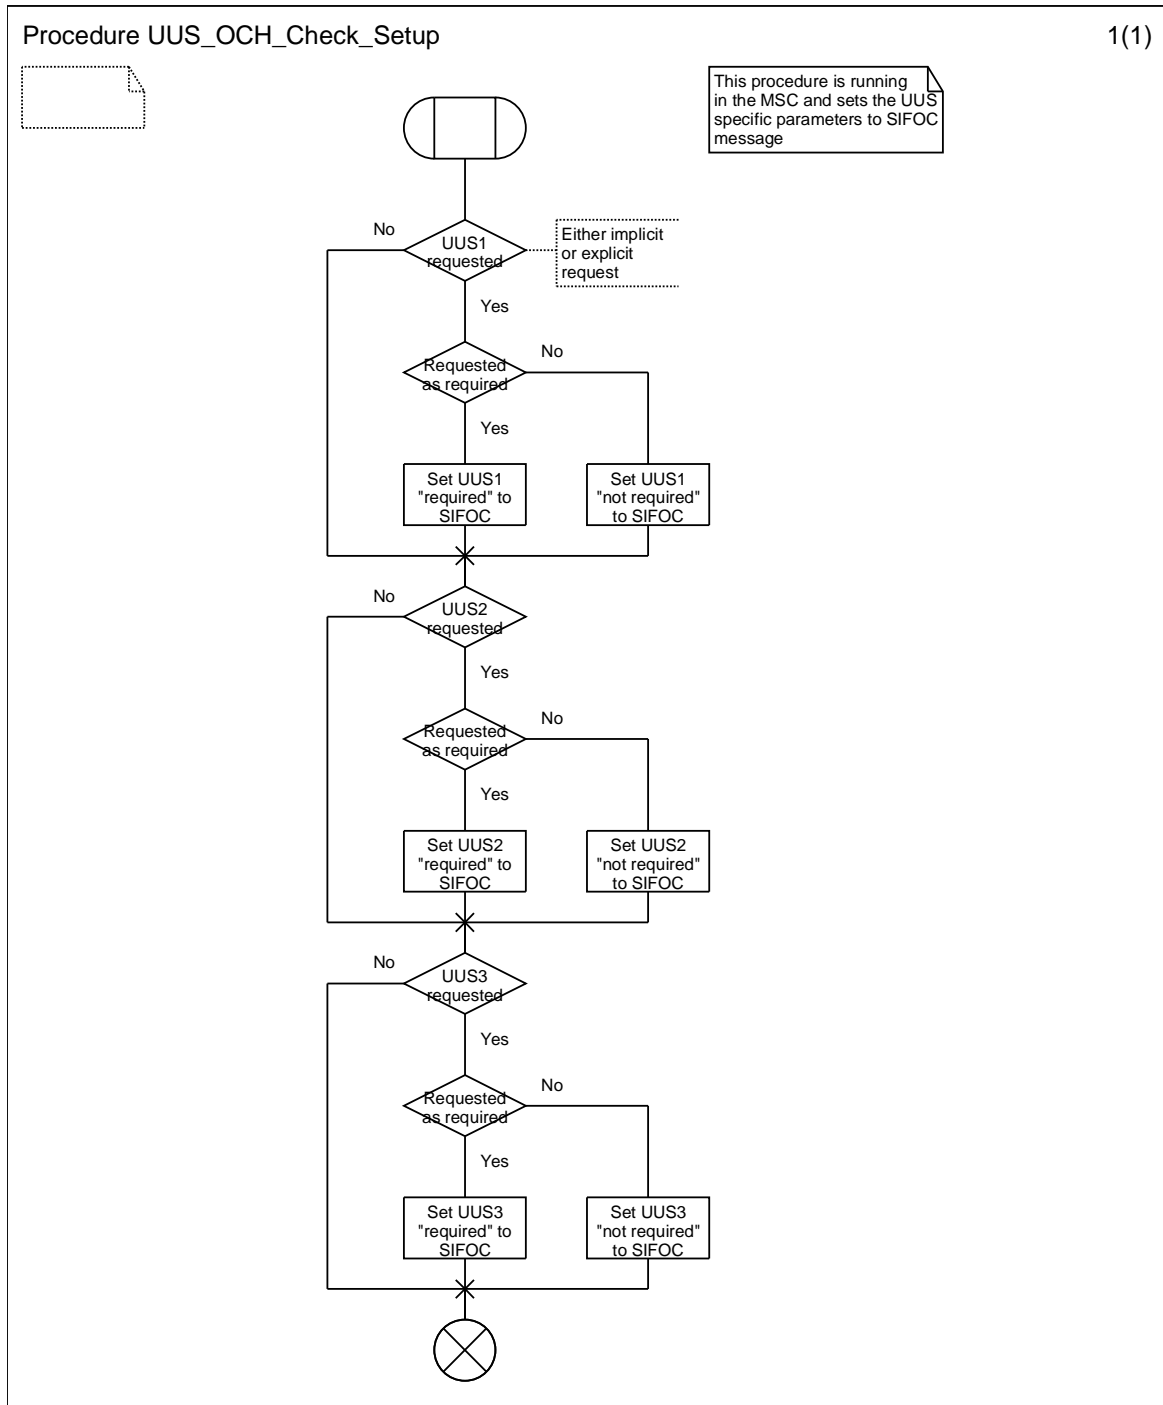 Procedure UUS_OCH_Check_Setup
1(1)
This procedure is running
in the MSC and sets the UUS
specific parameters to SIFOC
message
No
UUS1
requested
Either implicit
or explicit
request
Yes
Requested
as required
No
Yes
Set UUS1
"required" to
SIFOC
Set UUS1
"not required"
to SIFOC
No
UUS2
requested
Yes
Requested
as required
No
Yes
Set UUS2
"required" to
SIFOC
Set UUS2
"not required"
to SIFOC
No
UUS3
requested
Yes
Requested
as required
No
Yes
Set UUS3
"required" to
SIFOC
Set UUS3
"not required"
to SIFOC